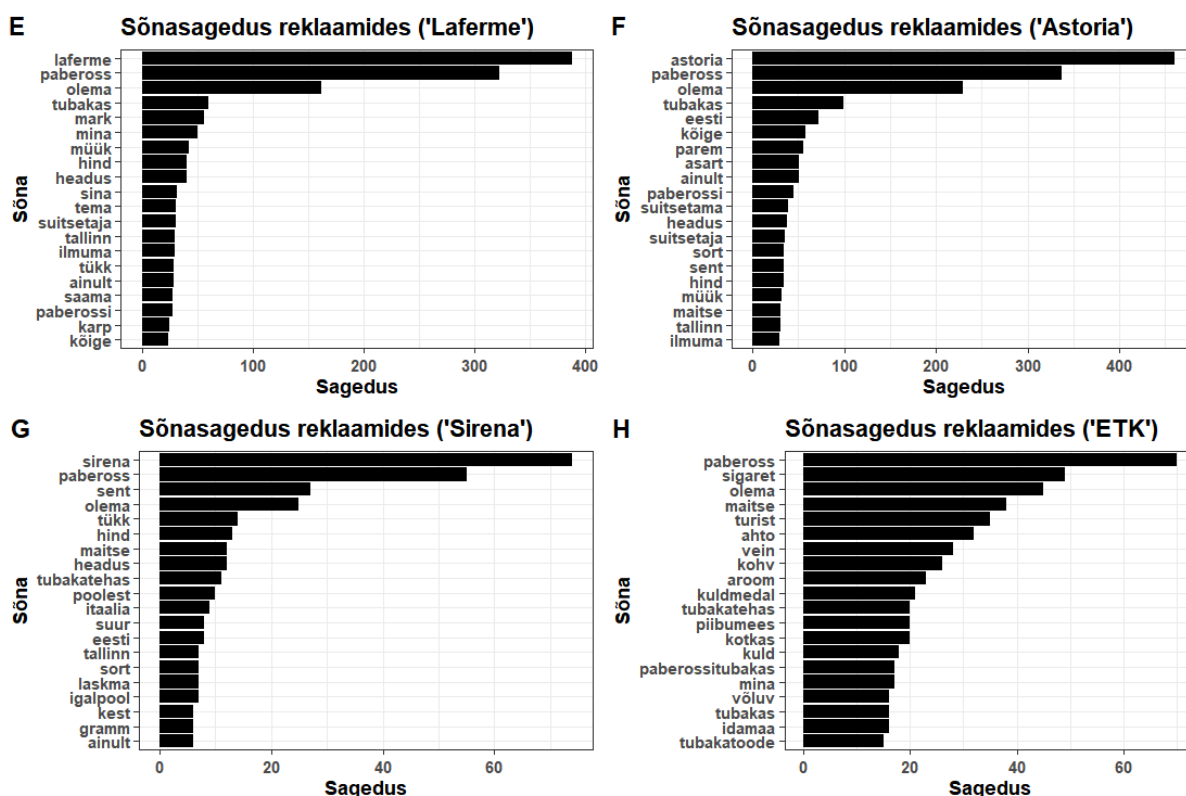 E Sõnasagedus reklaamides ('Laferme')
laferme
pabeross
olema
tubakas
mark
mina
müük
hind
headus
sina
tema
suitsetaja
tallinn
ilmuma
tükk
ainult
saama
paberossi
karp
kõige
Sõna
0 100 200 300 400
Sagedus
F Sõnasagedus reklaamides ('Astoria')
astoria
pabeross
olema
tubakas
eesti
kõige
parem
asart
ainult
paberossi
suitsetama
headus
suitsetaja
sort
sent
hind
müük
maitse
tallinn
ilmuma
Sõna
0 100 200 300 400
Sagedus
G Sõnasagedus reklaamides ('Sirena')
sirena
pabeross
sent
olema
tükk
hind
maitse
headus
tubakatehas
poolest
itaalia
suur
eesti
tallinn
sort
laskma
igalpool
kest
gramm
ainult
Sõna
0 20 40 60
Sagedus
H Sõnasagedus reklaamides ('ETK')
pabeross
sigaret
olema
maitse
turist
ahto
vein
kohv
aroom
kuldmedal
tubakatehas
piibumees
kotkas
kuld
paberossitubakas
mina
võluv
tubakas
idamaa
tubakatoode
Sõna
0 20 40 60
Sagedus